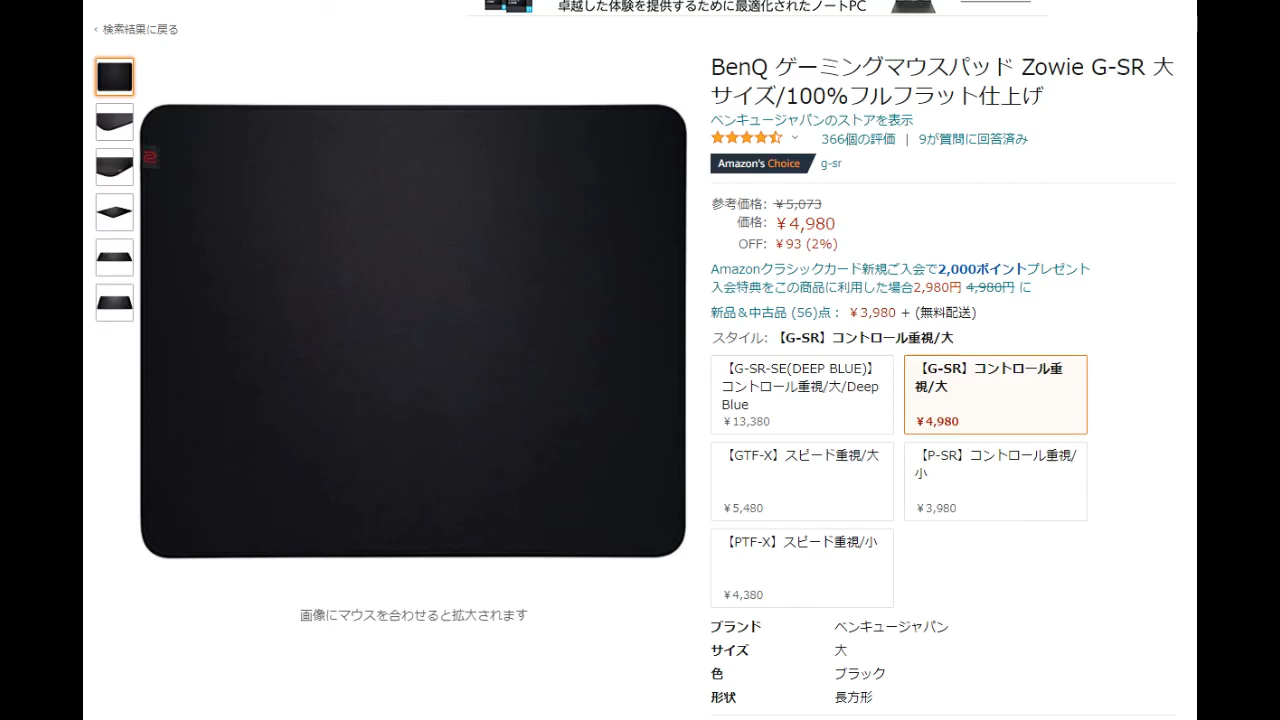 卓越した体験を提供するために最適化されたノートPC
‹ 検索結果に戻る
BenQ ゲーミングマウスパッド Zowie G-SR 大
サイズ/100%フルフラット仕上げ
ベンキュージャパンのストアを表示
366個の評価 | 9が質問に回答済み
Amazon's Choice g-sr
参考価格: ¥5,073
価格: ¥4,980
OFF: ¥93 (2%)
Amazonクラシックカード新規ご入会で2,000ポイントプレゼント
入会特典をこの商品に利用した場合2,980円 4,980円 に
新品&中古品 (56)点: ¥3,980 + (無料配送)
スタイル: 【G-SR】コントロール重視/大
【G-SR-SE(DEEP BLUE)】
コントロール重視/大/Deep
Blue
¥13,380
【G-SR】コントロール重
視/大
¥4,980
【GTF-X】スピード重視/大
¥5,480
【P-SR】コントロール重視/
小
¥3,980
【PTF-X】スピード重視/小
¥4,380
画像にマウスを合わせると拡大されます
ブランド ベンキュージャパン
サイズ 大
色 ブラック
形状 長方形